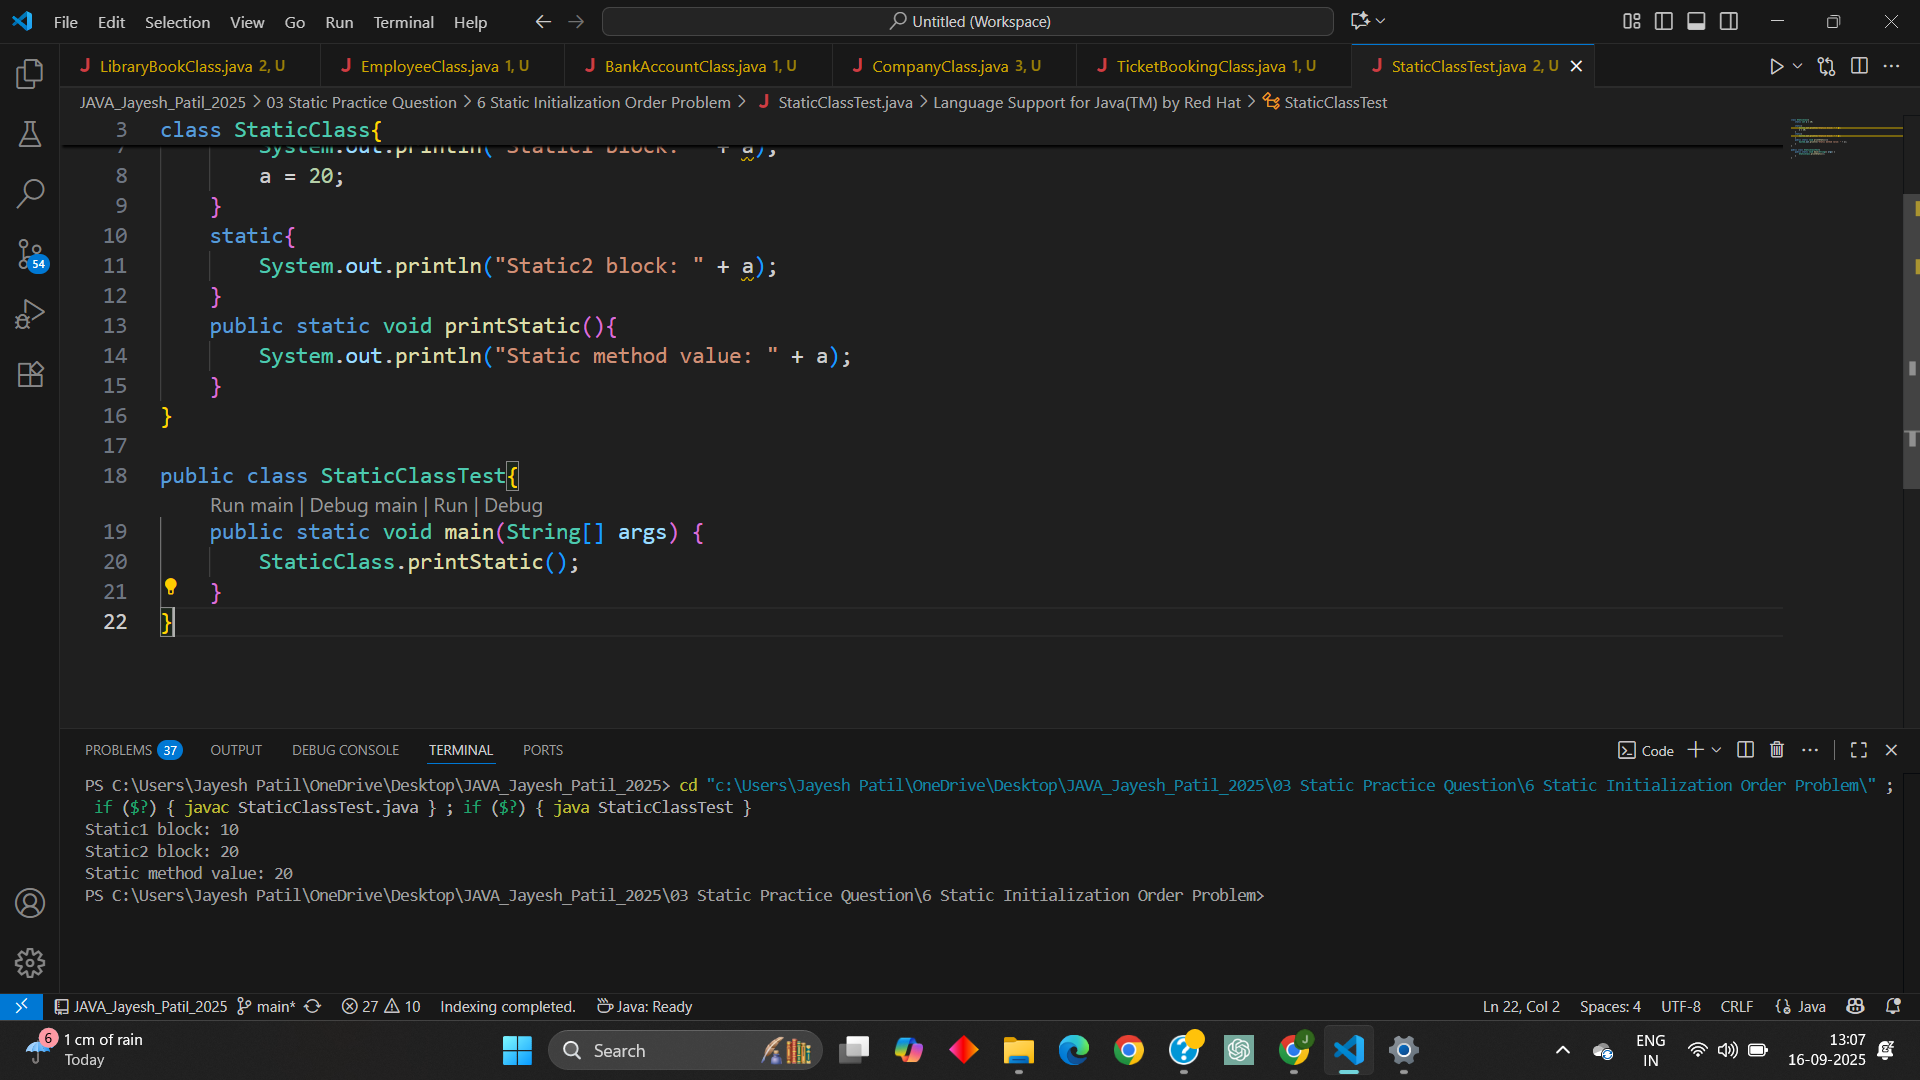 File Edit Selection View Go Run Terminal Help
Untitled (Workspace)
LibraryBookClass.java 2, U
EmployeeClass.java 1, U
BankAccountClass.java 1, U
CompanyClass.java 3, U
TicketBookingClass.java 1, U
StaticClassTest.java 2, U
JAVA_Jayesh_Patil_2025 > 03 Static Practice Question > 6 Static Initialization Order Problem > StaticClassTest.java > Language Support for Java(TM) by Red Hat > StaticClassTest
3 class StaticClass{
7 System.out.println("Static1 block: " + a);
8 a = 20;
9 }
10 static{
11 System.out.println("Static2 block: " + a);
12 }
13 public static void printStatic(){
14 System.out.println("Static method value: " + a);
15 }
16 }
17
18 public class StaticClassTest{
Run main | Debug main | Run | Debug
19 public static void main(String[] args) {
20 StaticClass.printStatic();
21 }
22 }
54
PROBLEMS 37 OUTPUT DEBUG CONSOLE TERMINAL PORTS
Code
PS C:\Users\Jayesh Patil\OneDrive\Desktop\JAVA_Jayesh_Patil_2025> cd "c:\Users\Jayesh Patil\OneDrive\Desktop\JAVA_Jayesh_Patil_2025\03 Static Practice Question\6 Static Initialization Order Problem\" ;
if ($?) { javac StaticClassTest.java } ; if ($?) { java StaticClassTest }
Static1 block: 10
Static2 block: 20
Static method value: 20
PS C:\Users\Jayesh Patil\OneDrive\Desktop\JAVA_Jayesh_Patil_2025\03 Static Practice Question\6 Static Initialization Order Problem>
JAVA_Jayesh_Patil_2025 main* 27 10 Indexing completed. Java: Ready
Ln 22, Col 2 Spaces: 4 UTF-8 CRLF Java
6
1 cm of rain
Today
Search
J
ENG
IN
13:07
16-09-2025